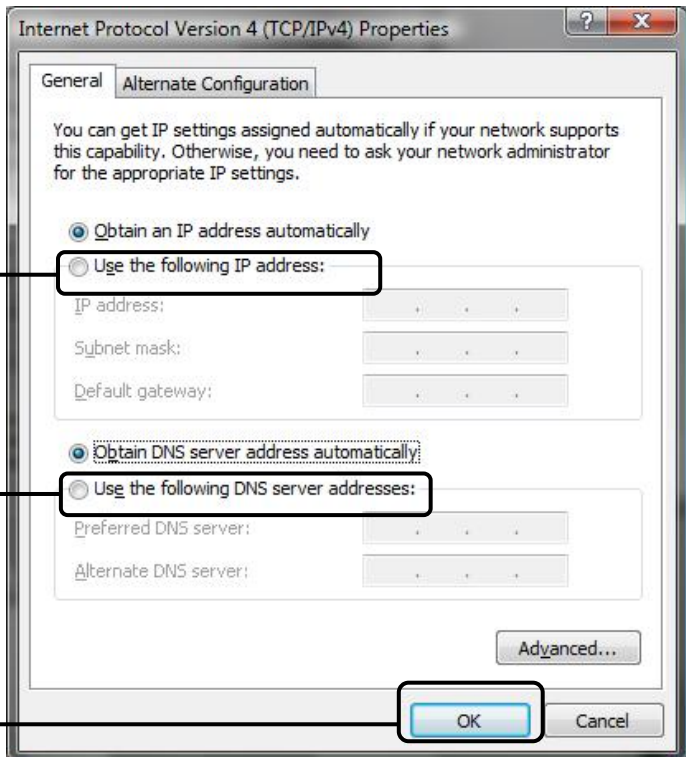 Internet Protocol Version 4 (TCP/IPv4) Properties
?
X
General
Alternate Configuration
You can get IP settings assigned automatically if your network supports
this capability. Otherwise, you need to ask your network administrator
for the appropriate IP settings.
Obtain an IP address automatically
Use the following IP address:
IP address:
Subnet mask:
Default gateway:
Obtain DNS server address automatically
Use the following DNS server addresses:
Preferred DNS server:
Alternate DNS server:
Advanced...
OK
Cancel